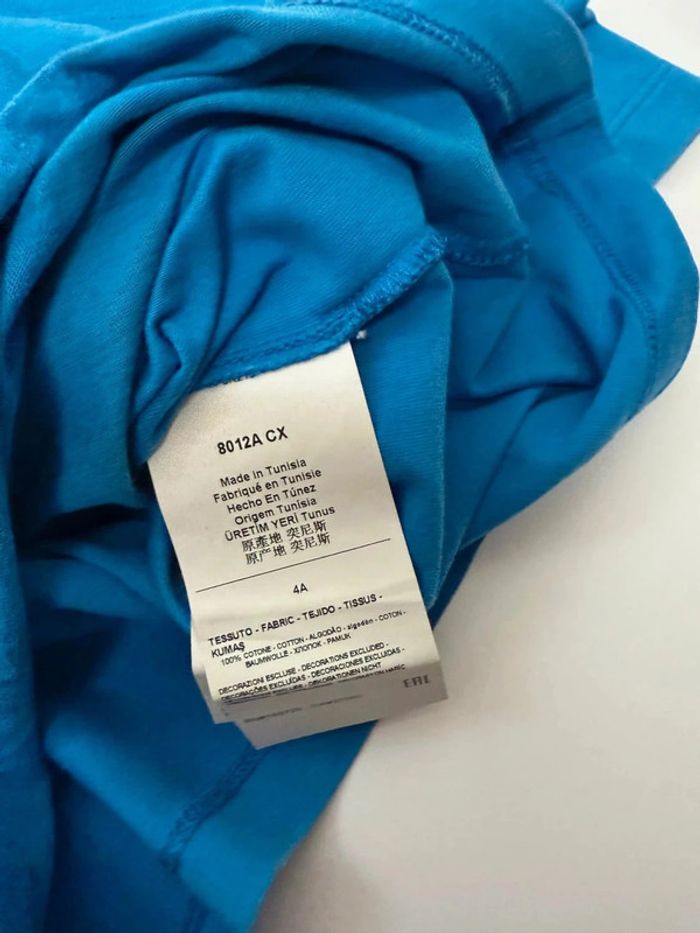 8012A CX
Made in Tunisia
Fabriqué en Tunisie
Hecho En Túnez
Origem Tunísia
ÜRETİM YERİ Tunus
原產地 突尼斯
原产地 突尼斯
4A
TESSUTO - FABRIC - TEJIDO - TISSUS -
KUMAŞ
100% COTONE - COTTON - ALGODÃO - algodón - COTON -
BAUMWOLLE - ХЛОПОК - PAMUK
DECORAZIONI ESCLUSE - DECORATIONS EXCLUDED -
DECORAÇÕES EXCLUÍDAS - DECORACIONES EXCLUIDAS -
DEKORATIONEN NICHT
EAC